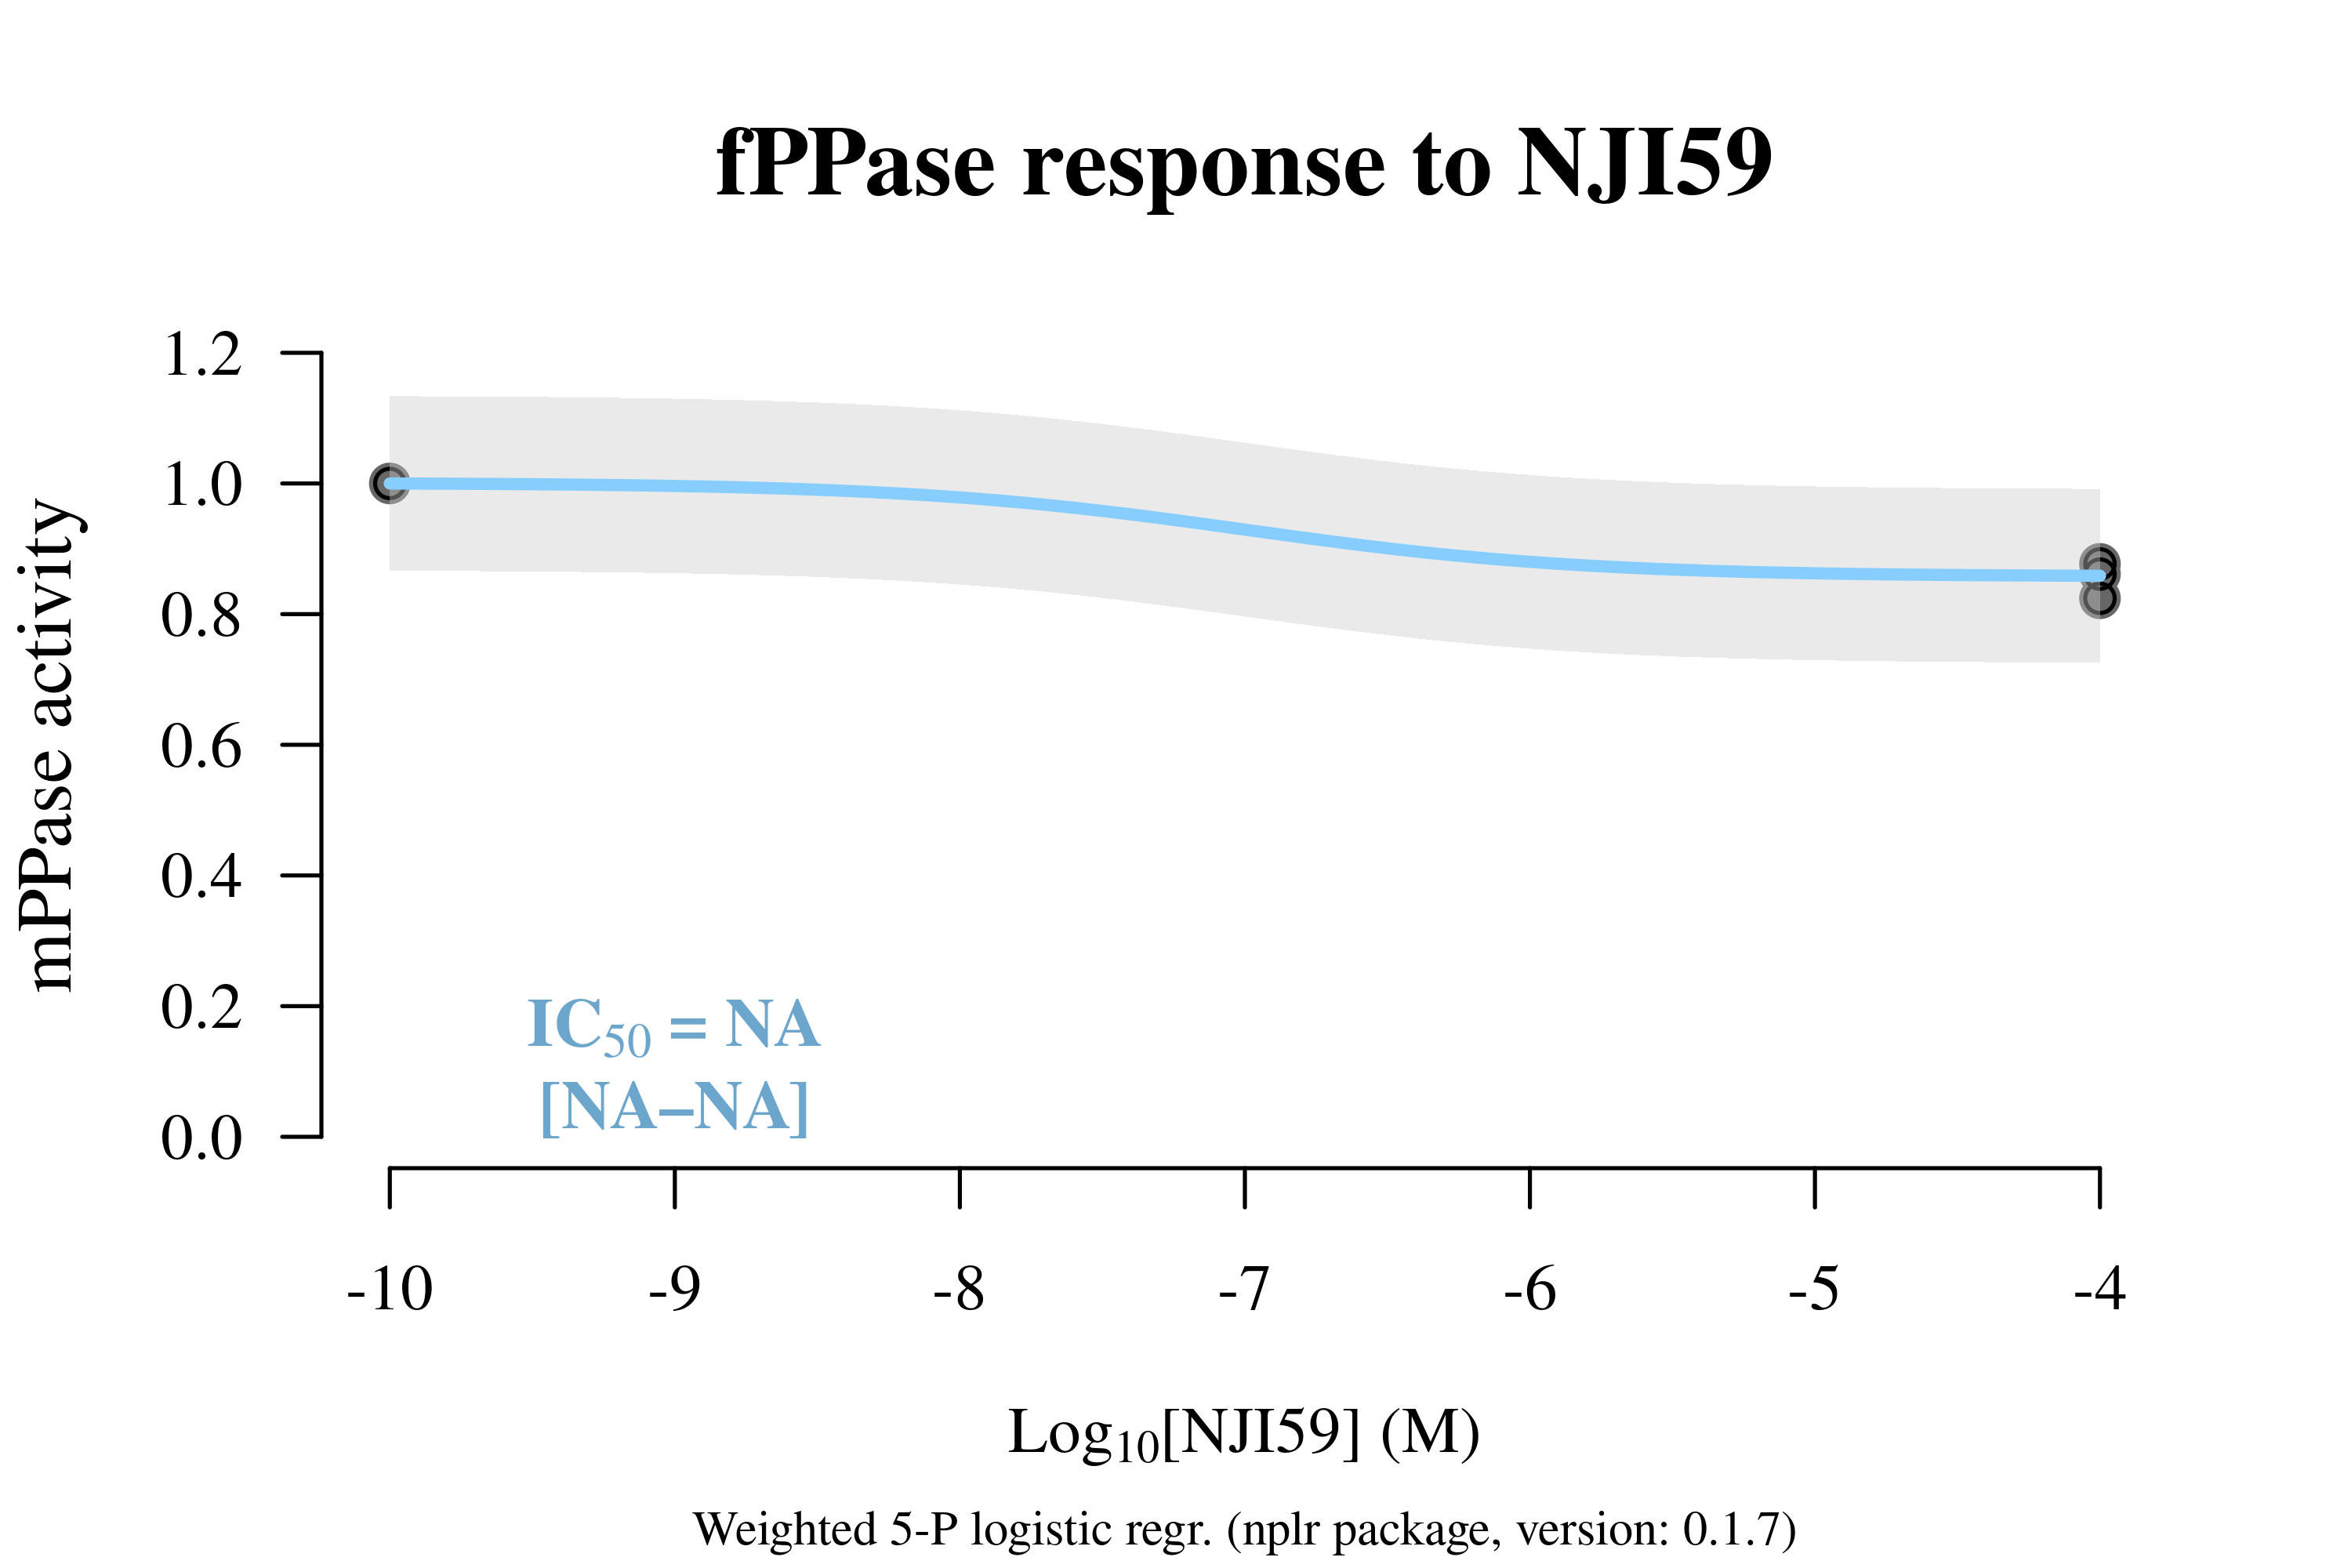 fPPase response to NJI59
mPPase activity
1.2
1.0
0.8
0.6
0.4
0.2
0.0
IC50 = NA
[NA–NA]
-10 -9 -8 -7 -6 -5 -4
Log10[NJI59] (M)
Weighted 5-P logistic regr. (nplr package, version: 0.1.7)